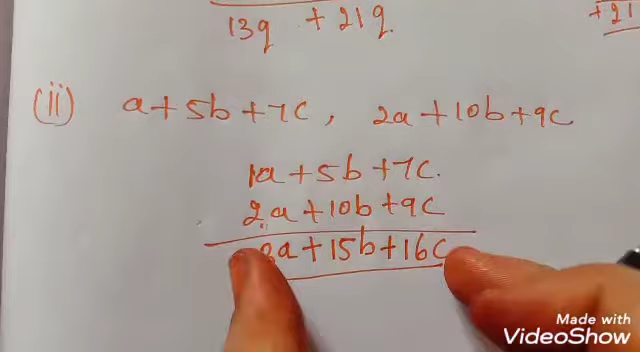 13q + 21q.
+21
(ii) a+5b+7c, 2a+10b+9c
1a+5b+7c.
2a+10b+9c
3a+15b+16c
Made with
VideoShow